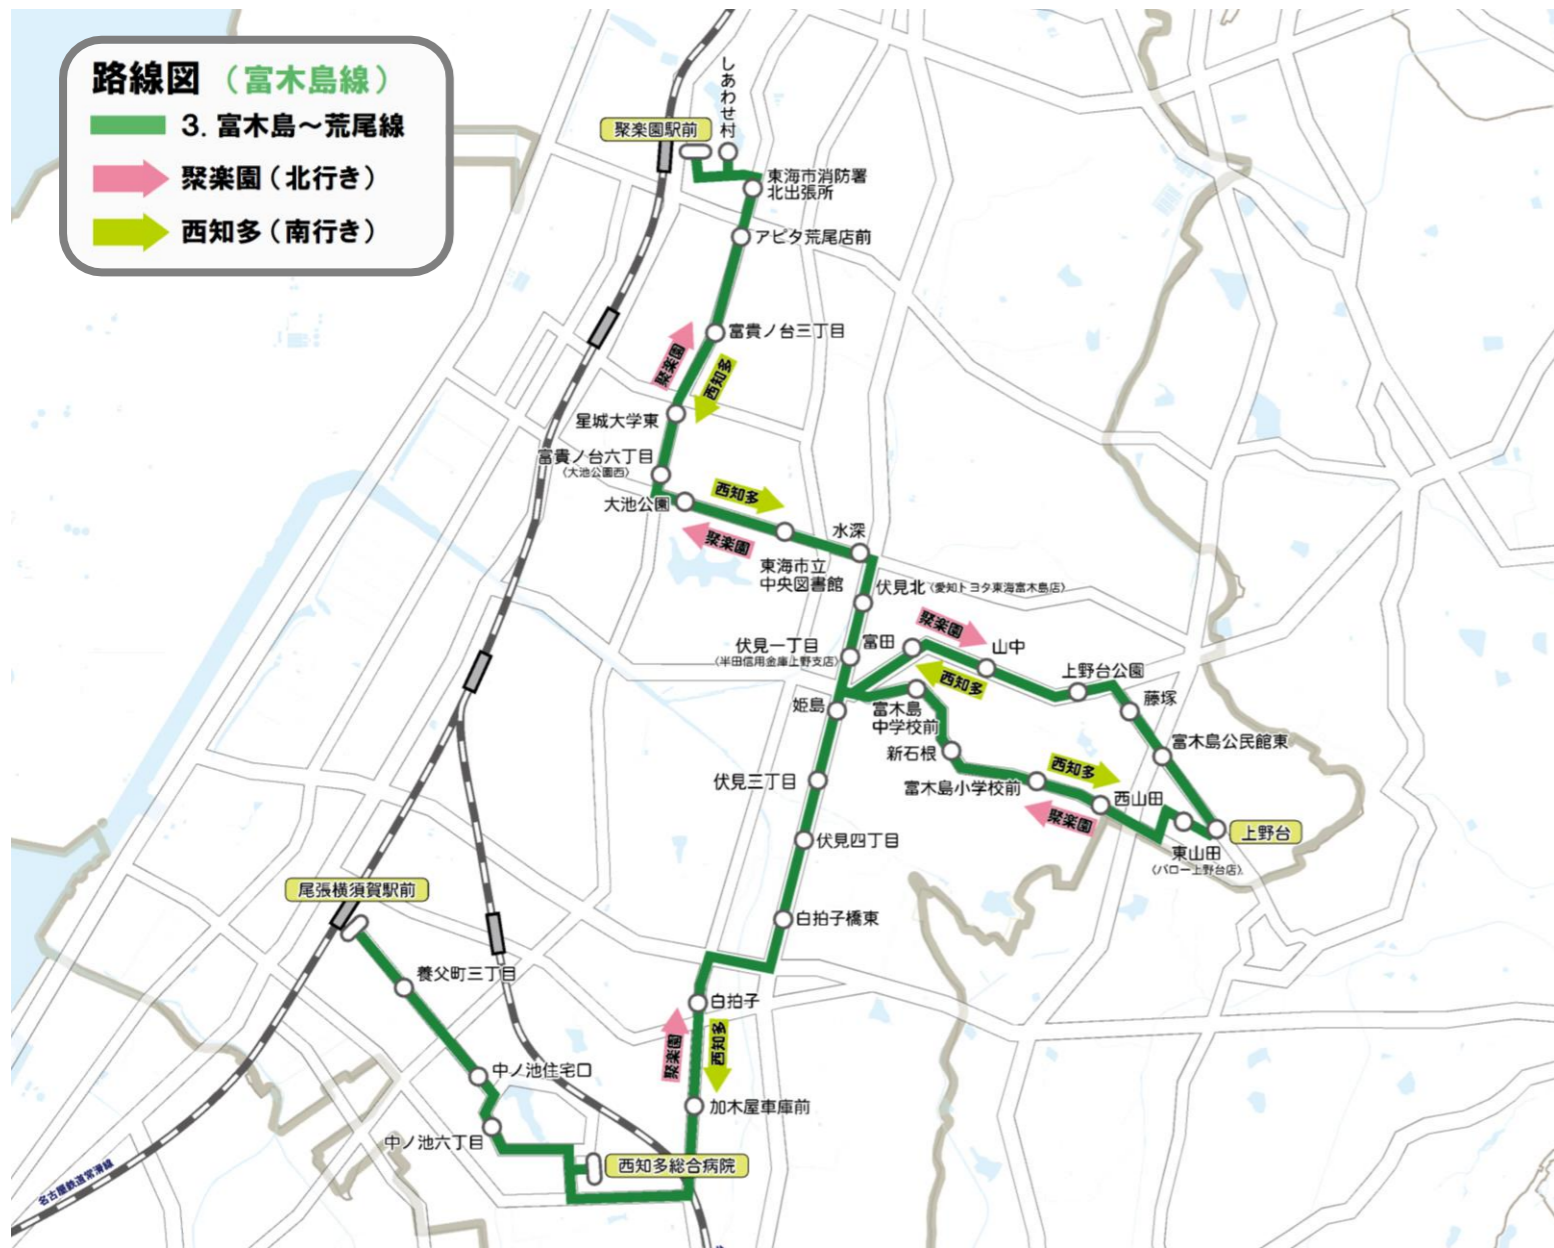 路線図（富木島線）
3. 富木島～荒尾線
聚楽園（北行き）
西知多（南行き）
しあわせ村
聚楽園駅前
東海市消防署
北出張所
アピタ荒尾店前
富貴ノ台三丁目
聚楽園
西知多
星城大学東
富貴ノ台六丁目
〈大池公園西〉
大池公園
西知多
聚楽園
水深
東海市立
中央図書館
伏見北〈愛知トヨタ東海富木島店〉
聚楽園
伏見一丁目
〈半田信用金庫上野支店〉
富田
山中
西知多
上野台公園
姫島
富木島
中学校前
藤塚
新石根
富木島公民館東
伏見三丁目
西知多
富木島小学校前
西山田
聚楽園
上野台
伏見四丁目
東山田
〈バロー上野台店〉
尾張横須賀駅前
白拍子橋東
養父町三丁目
白拍子
聚楽園
西知多
中ノ池住宅口
加木屋車庫前
中ノ池六丁目
西知多総合病院
名古屋鉄道常滑線